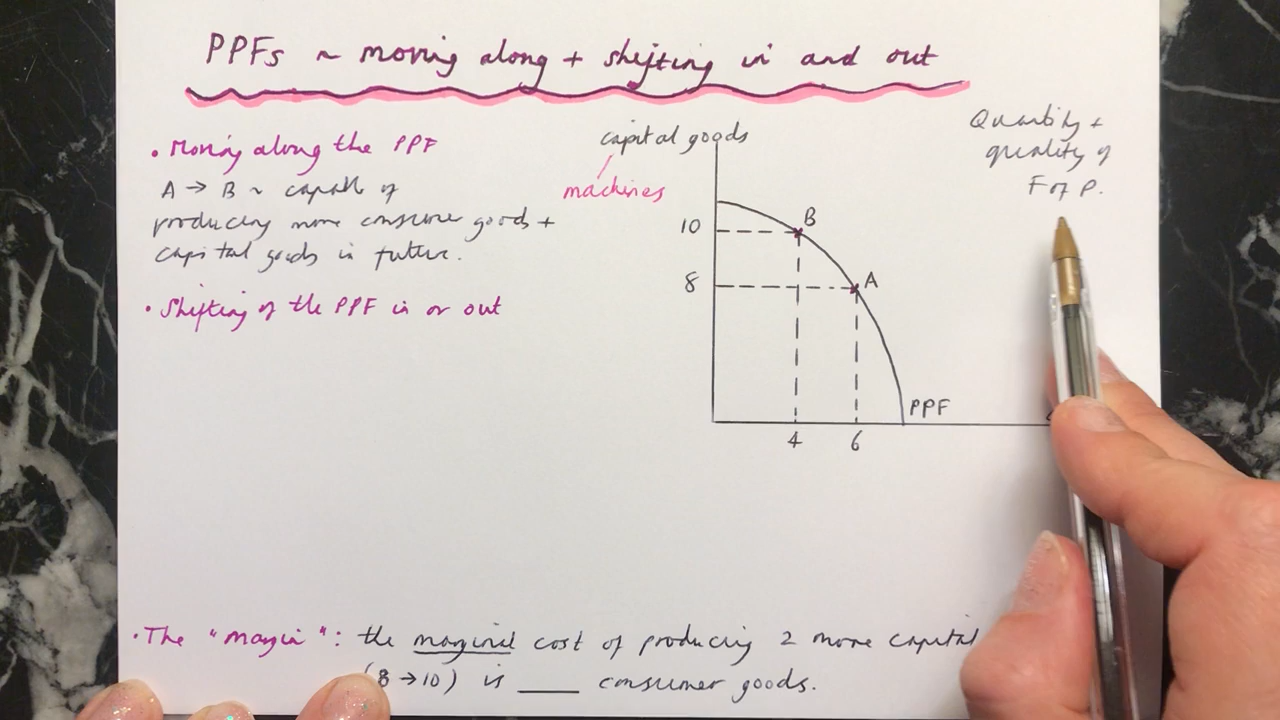 PPFs ~ moving along + shifting in and out
• Moving along the PPF
A → B ~ capable of
producing more consumer goods +
capital goods in future.
• Shifting of the PPF in or out
capital goods
machines
10
8
B
A
PPF
4
6
Quantity +
quality of
F of P.
• The "margin": the marginal cost of producing 2 more capital
(8 → 10) is ____ consumer goods.